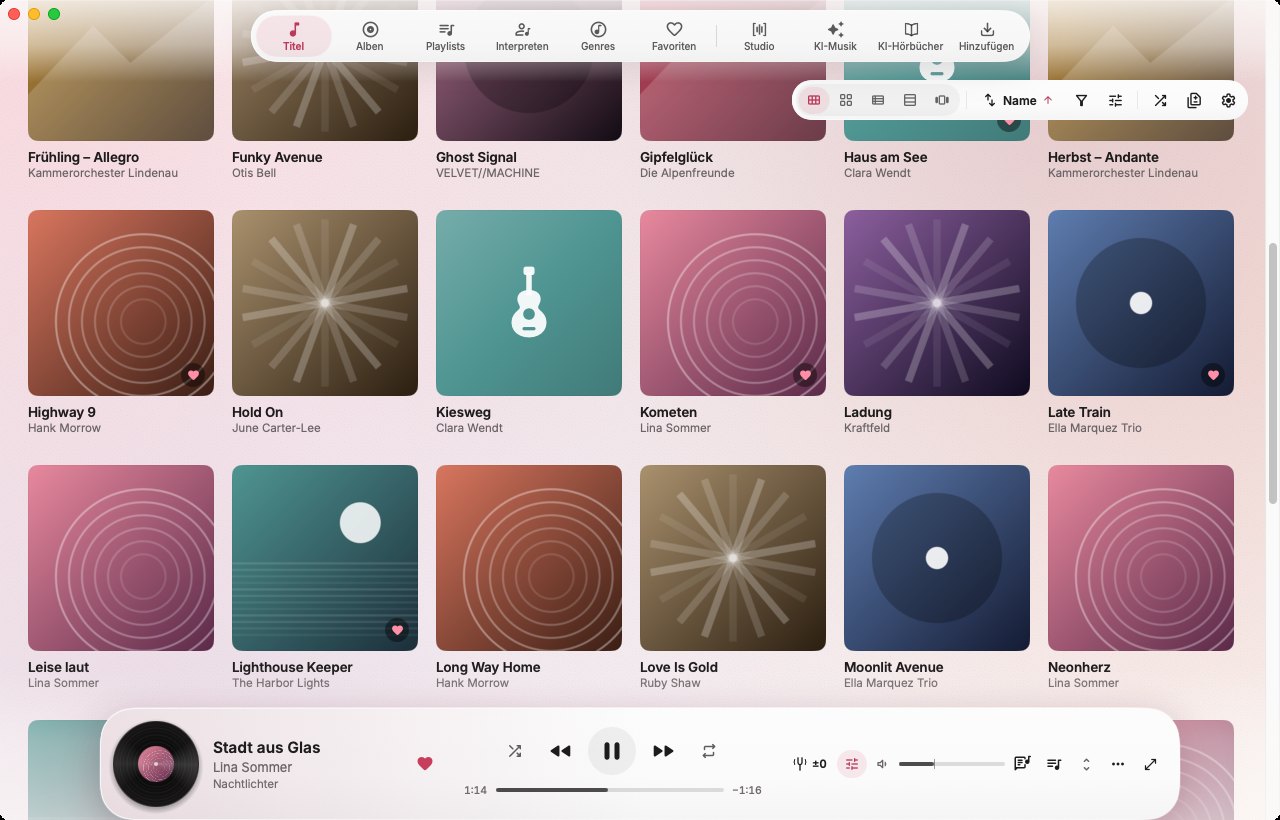 Titel
Alben
Playlists
Interpreten
Genres
Favoriten
Studio
KI-Musik
KI-Hörbücher
Hinzufügen
Name
Frühling – Allegro
Kammerorchester Lindenau
Funky Avenue
Otis Bell
Ghost Signal
VELVET//MACHINE
Gipfelglück
Die Alpenfreunde
Haus am See
Clara Wendt
Herbst – Andante
Kammerorchester Lindenau
Highway 9
Hank Morrow
Hold On
June Carter-Lee
Kiesweg
Clara Wendt
Kometen
Lina Sommer
Ladung
Kraftfeld
Late Train
Ella Marquez Trio
Leise laut
Lina Sommer
Lighthouse Keeper
The Harbor Lights
Long Way Home
Hank Morrow
Love Is Gold
Ruby Shaw
Moonlit Avenue
Ella Marquez Trio
Neonherz
Lina Sommer
Stadt aus Glas
Lina Sommer
Nachtlichter
1:14
−1:16
±0